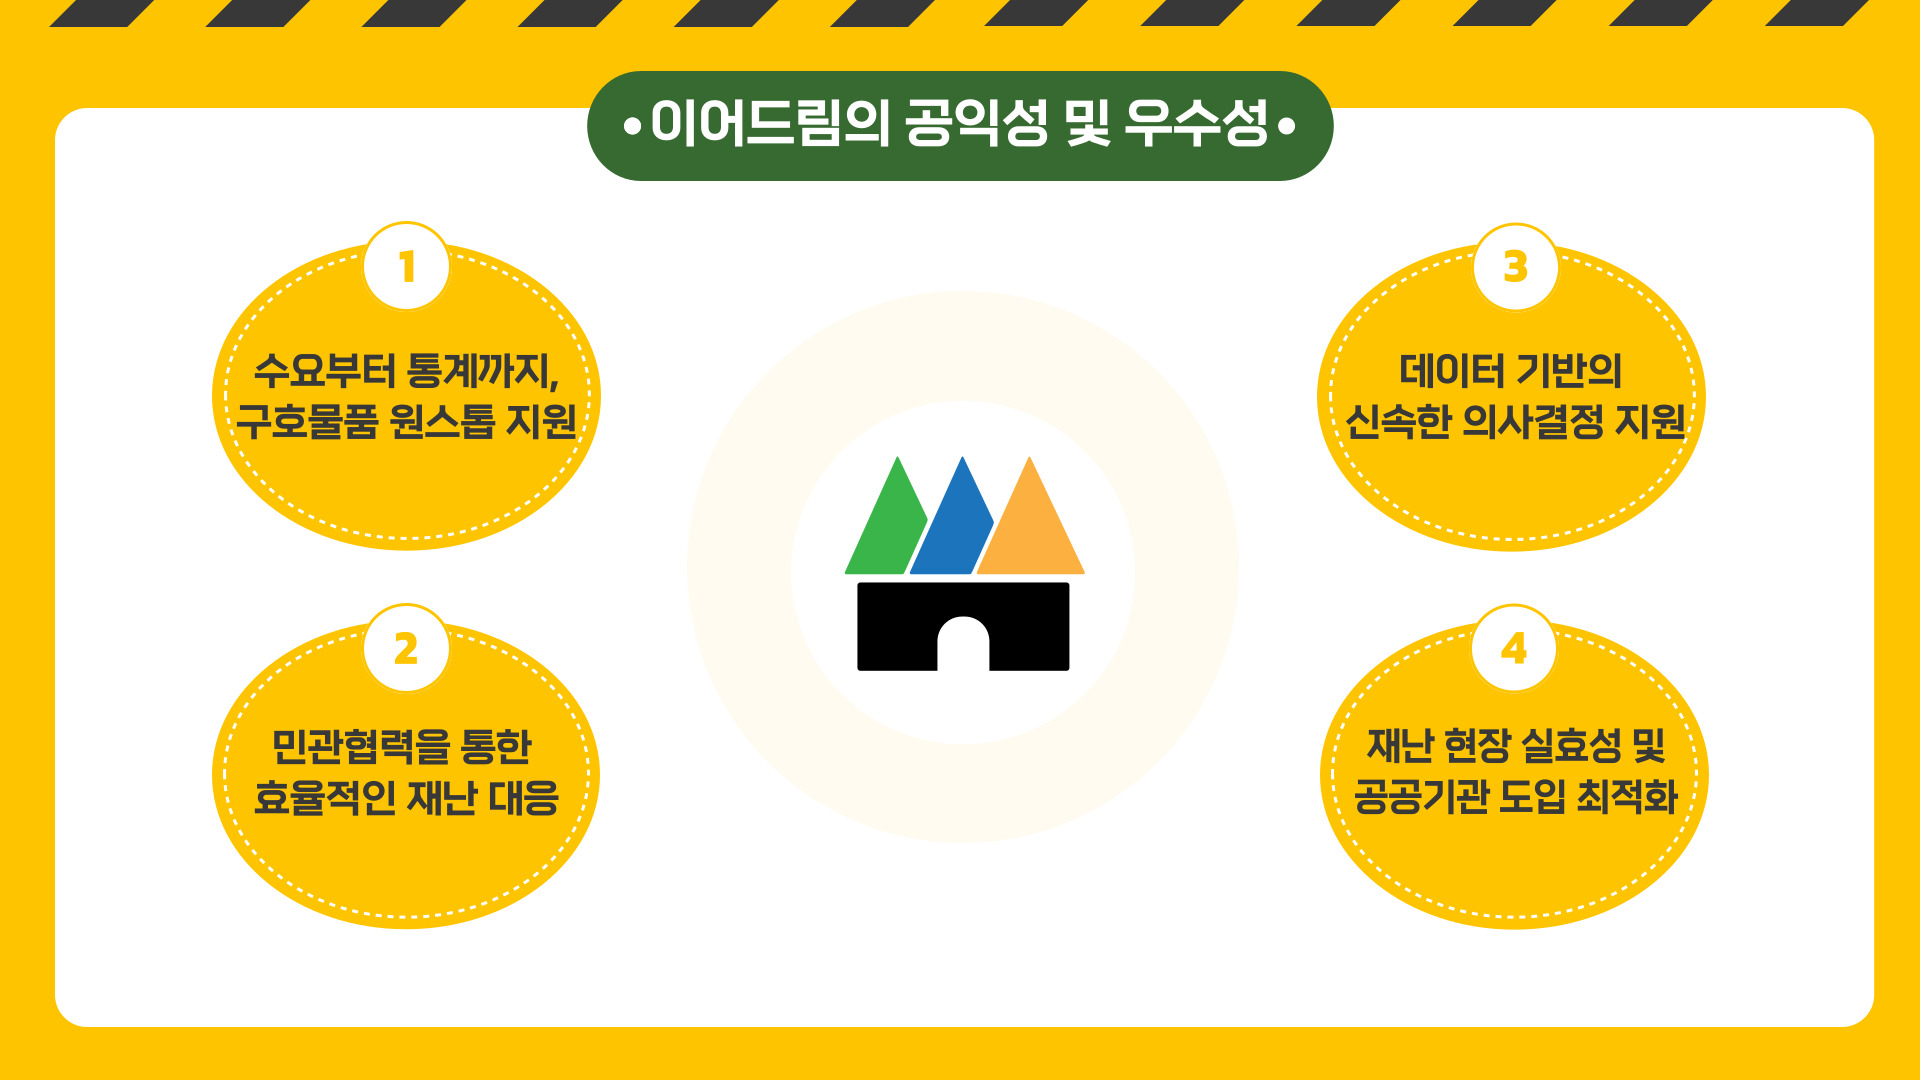 •이어드림의 공익성 및 우수성•
1
수요부터 통계까지,
구호물품 원스톱 지원
2
민관협력을 통한
효율적인 재난 대응
3
데이터 기반의
신속한 의사결정 지원
4
재난 현장 실효성 및
공공기관 도입 최적화